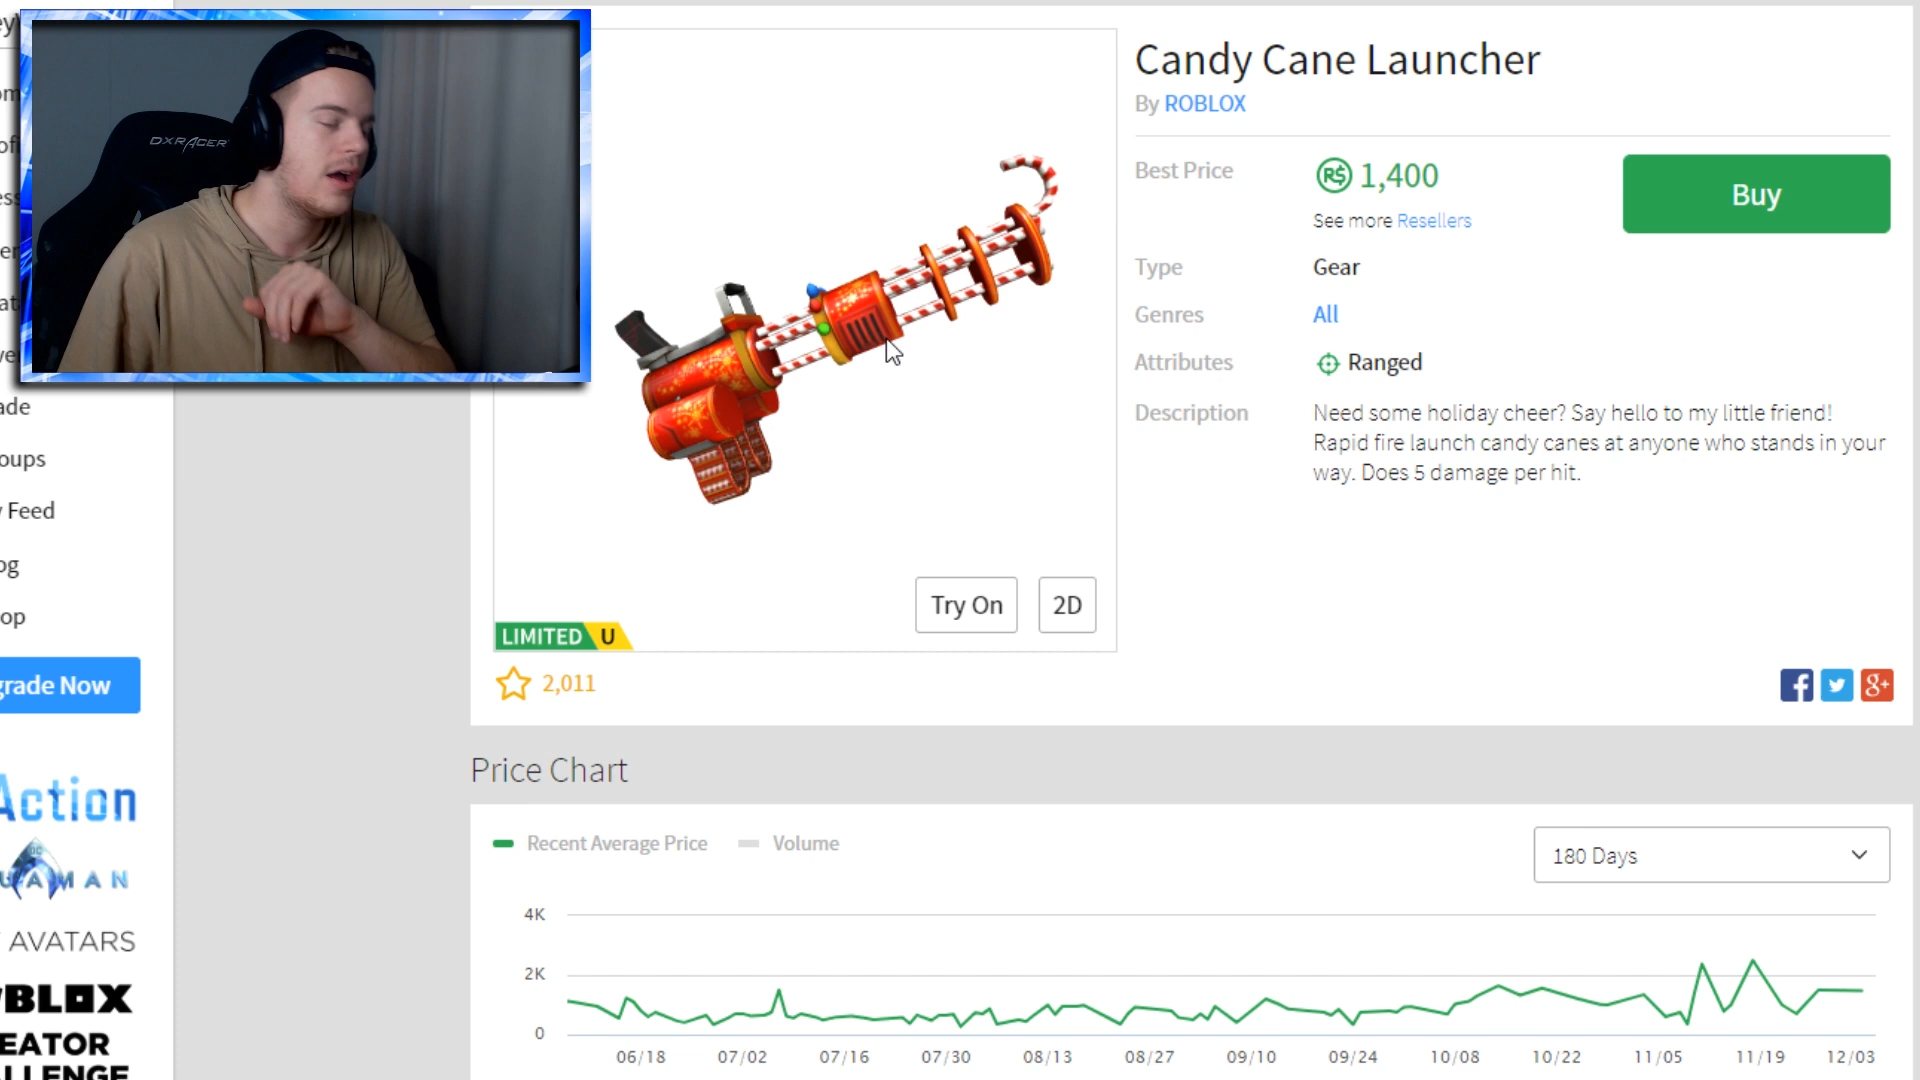 DXRACER
Candy Cane Launcher
By ROBLOX
Best Price
R$ 1,400
Buy
See more Resellers
Type
Gear
Genres
All
Attributes
Ranged
Description
Need some holiday cheer? Say hello to my little friend!
Rapid fire launch candy canes at anyone who stands in your
way. Does 5 damage per hit.
Try On
2D
LIMITED U
2,011
f
g+
ade
oups
Feed
og
op
grade Now
Action
UAMAN
AVATARS
BLOX
EATOR
LLENGE
Price Chart
Recent Average Price
Volume
180 Days
4K
2K
0
06/18
07/02
07/16
07/30
08/13
08/27
09/10
09/24
10/08
10/22
11/05
11/19
12/03